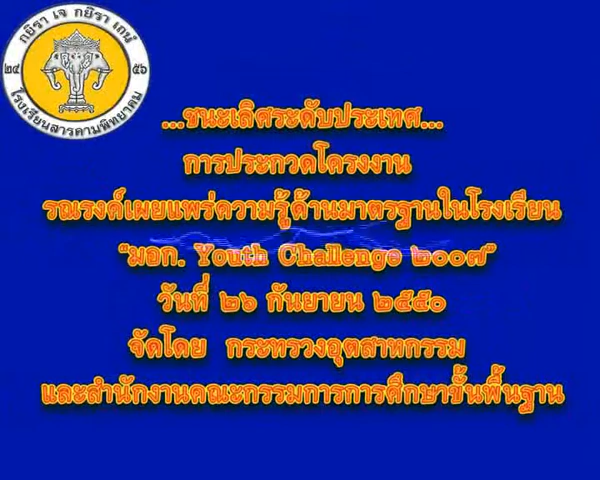 กยิรา เจ กยิราเถนํ
๒๔ ๕๖
โรงเรียนสารคามพิทยาคม
...ชนะเลิศระดับประเทศ...
การประกวดโครงงาน
รณรงค์เผยแพร่ความรู้ด้านมาตรฐานในโรงเรียน
"มอก. Youth Challenge ๒๐๐๗"
วันที่ ๒๖ กันยายน ๒๕๕๐
จัดโดย กระทรวงอุตสาหกรรม
และสำนักงานคณะกรรมการการศึกษาขั้นพื้นฐาน